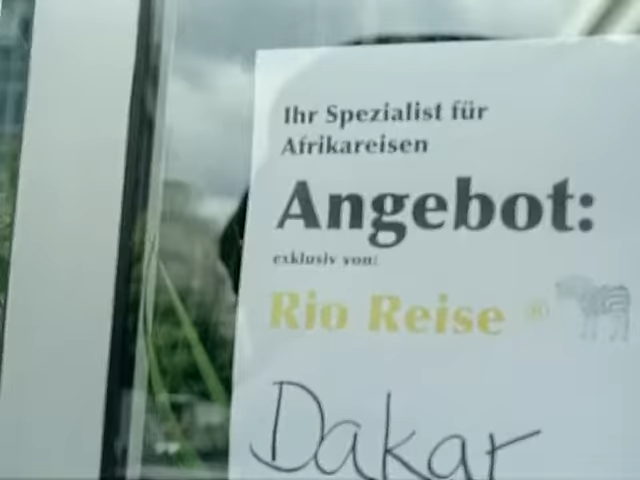 Ihr Spezialist für
Afrikareisen
Angebot:
exklusiv von:
Rio Reise ®
Dakar